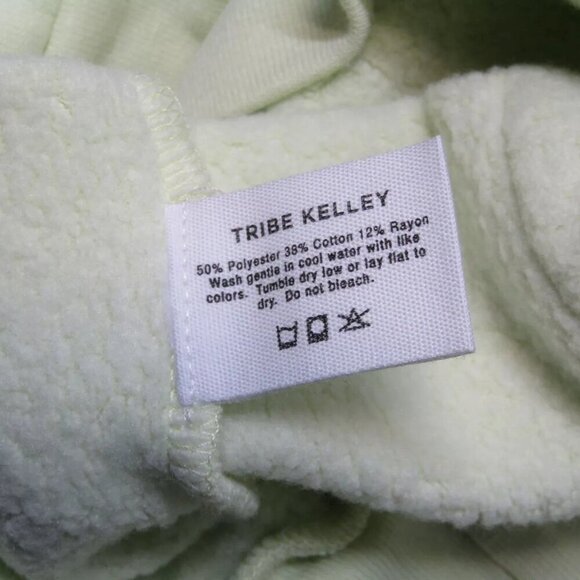 TRIBE KELLEY
50% Polyester 38% Cotton 12% Rayon
Wash gentle in cool water with like
colors. Tumble dry low or lay flat to
dry. Do not bleach.